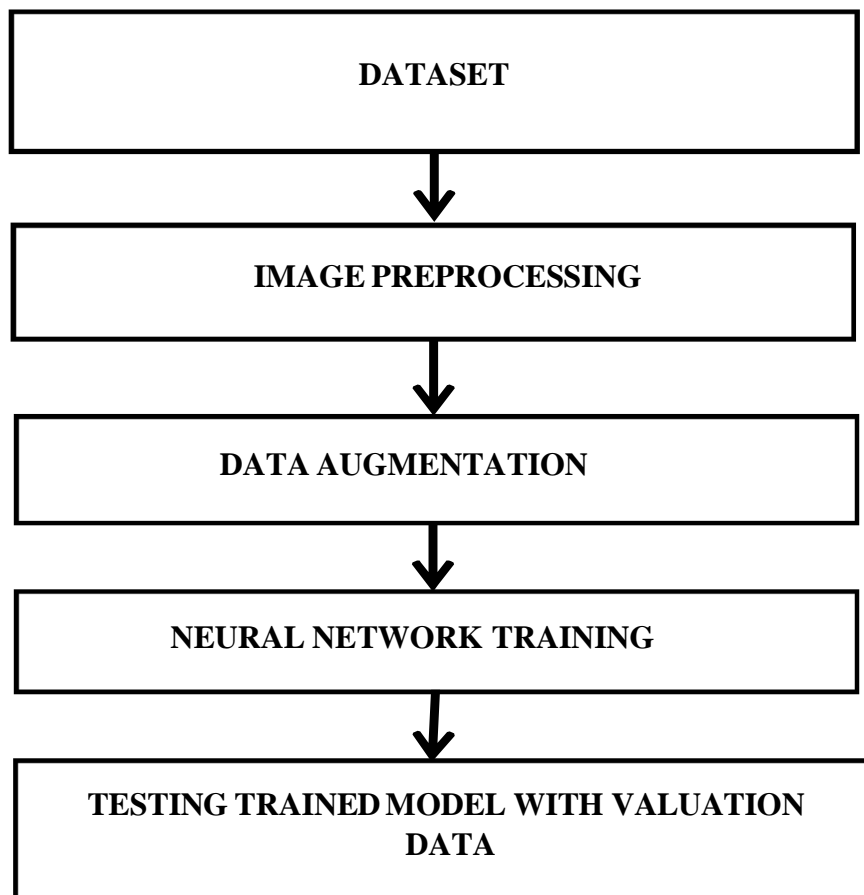 DATASET
IMAGE PREPROCESSING
DATA AUGMENTATION
NEURAL NETWORK TRAINING
TESTING TRAINED MODEL WITH VALUATION
DATA